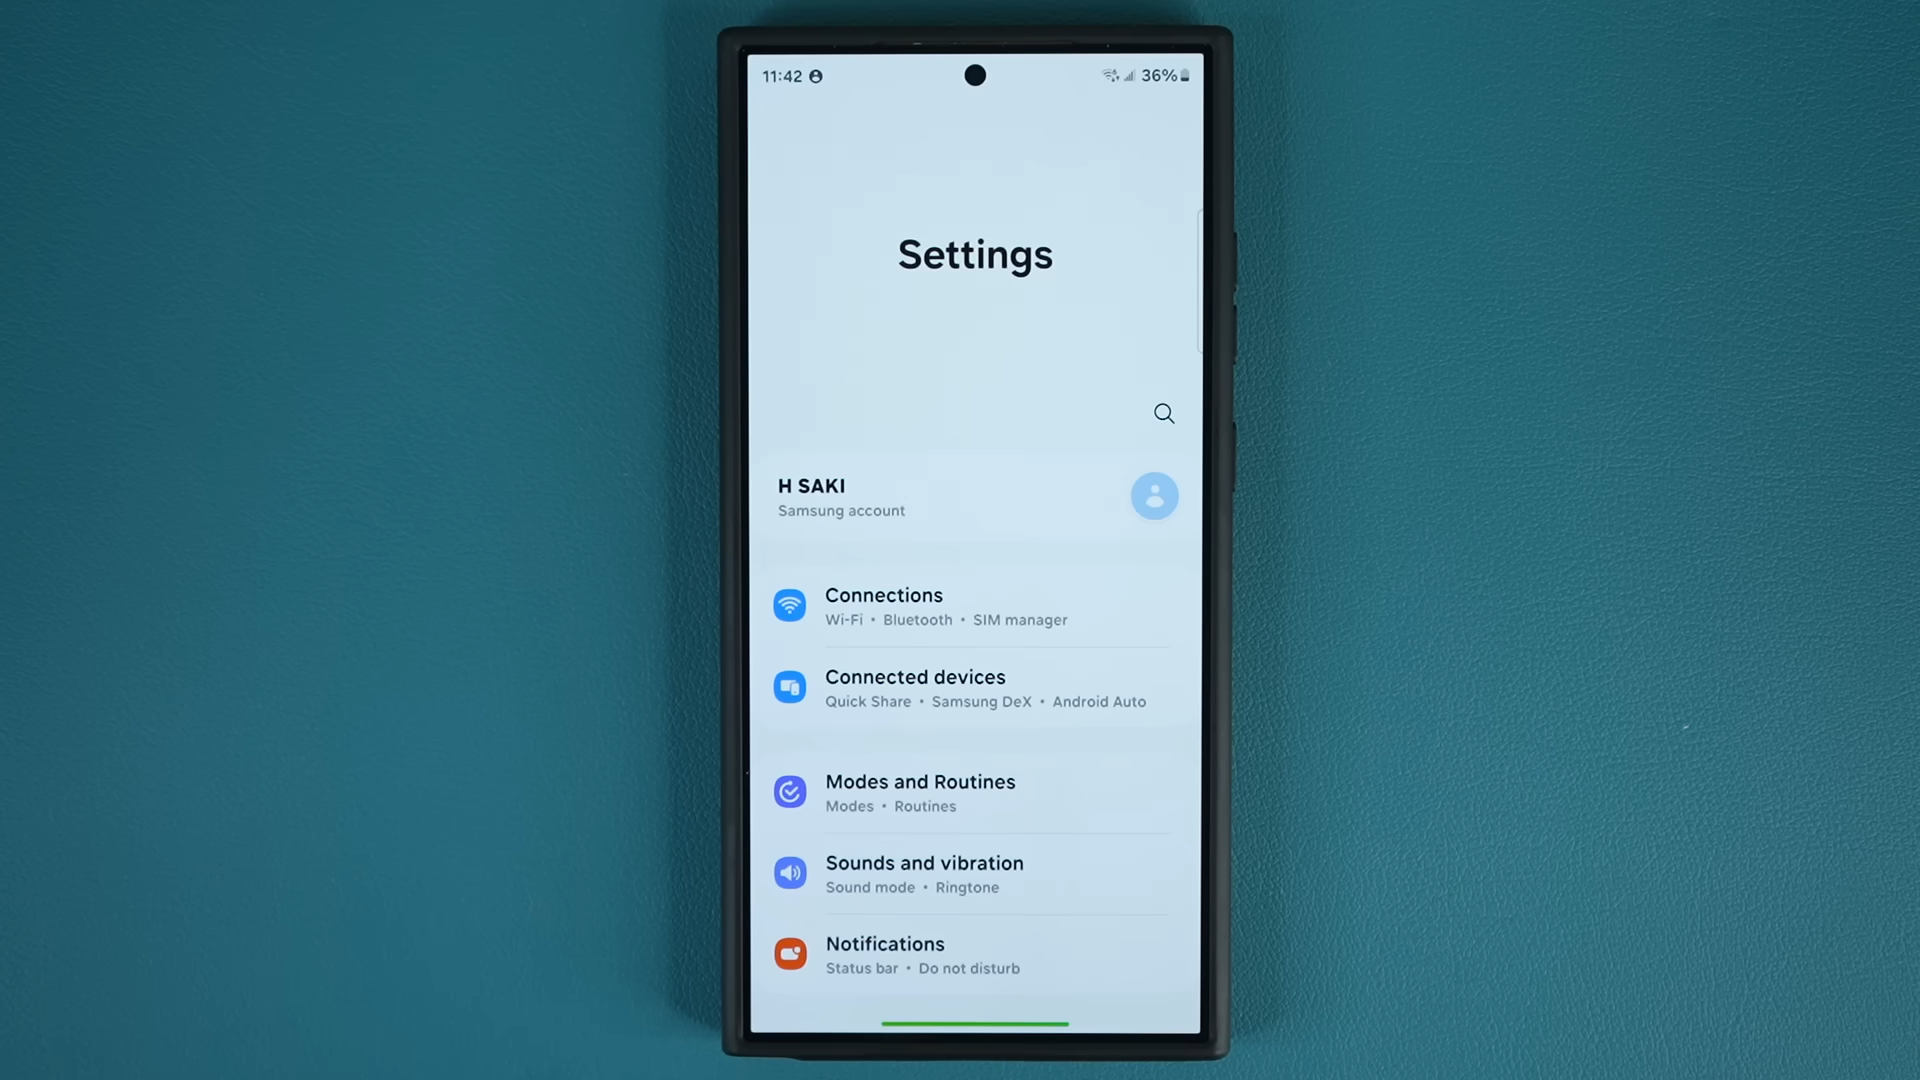 11:42
36%
Settings
H SAKI
Samsung account
Connections
Wi-Fi • Bluetooth • SIM manager
Connected devices
Quick Share • Samsung DeX • Android Auto
Modes and Routines
Modes • Routines
Sounds and vibration
Sound mode • Ringtone
Notifications
Status bar • Do not disturb